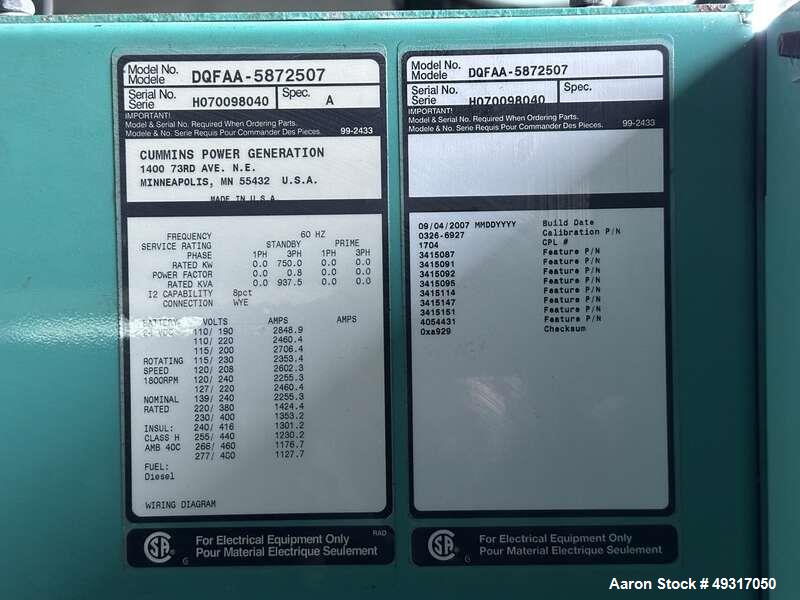 Model No. DQFAA-5872507
Modele
Serial No. H070098040 Spec. A
Serie
IMPORTANT!
Model & Serial No. Required When Ordering Parts.
Modele & No. Serie Requis Pour Commander Des Pieces. 99-2433
CUMMINS POWER GENERATION
1400 73RD AVE. N.E.
MINNEAPOLIS, MN 55432 U.S.A.
MADE IN U.S.A.
FREQUENCY 60 HZ
SERVICE RATING STANDBY PRIME
PHASE 1PH 3PH 1PH 3PH
RATED KW 0.0 750.0 0.0 0.0
POWER FACTOR 0.0 0.8 0.0 0.0
RATED KVA 0.0 937.5 0.0 0.0
I2 CAPABILITY 8pct
CONNECTION WYE
BATTERY VOLTS AMPS AMPS
24 VDC 110/ 190 2848.9
110/ 220 2460.4
115/ 200 2706.4
ROTATING 115/ 230 2353.4
SPEED 120/ 208 2602.3
1800RPM 120/ 240 2255.3
127/ 220 2460.4
NOMINAL 139/ 240 2255.3
RATED 220/ 380 1424.4
230/ 400 1353.2
INSUL: 240/ 416 1301.2
CLASS H 255/ 440 1230.2
AMB 40C 266/ 460 1176.7
277/ 480 1127.7
FUEL:
Diesel
WIRING DIAGRAM
SA
For Electrical Equipment Only RAD
Pour Material Electrique Seulement
G
Model No. DQFAA-5872507
Modele
Serial No. H070098040 Spec.
Serie
IMPORTANT!
Model & Serial No. Required When Ordering Parts.
Modele & No. Serie Requis Pour Commander Des Pieces. 99-2433
09/04/2007 MMDDYYYY Build Date
0326-6927 Calibration P/N
1704 CPL #
3415087 Feature P/N
3415091 Feature P/N
3415092 Feature P/N
3415095 Feature P/N
3415114 Feature P/N
3415147 Feature P/N
3415151 Feature P/N
4054431 Feature P/N
0xa929 Checksum
SA
For Electrical Equipment Only
Pour Material Electrique Seulement
G
Aaron Stock # 49317050